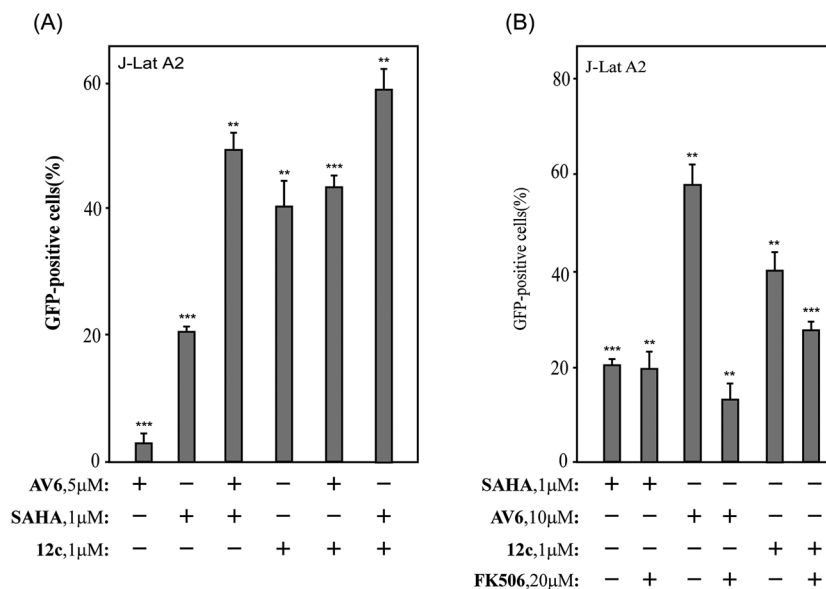 (A)
J-Lat A2
GFP-positive cells(%)
60
40
20
0
**
***
**
**
***
***
**
AV6,5μM: + − + − + −
SAHA,1μM: − + + − − +
12c,1μM: − − − + + +
(B)
J-Lat A2
GFP-positive cells(%)
80
60
40
20
0
***
**
**
**
**
***
SAHA,1μM: + + − − − −
AV6,10μM: − − + + − −
12c,1μM: − − − − + +
FK506,20μM: − + − + − +